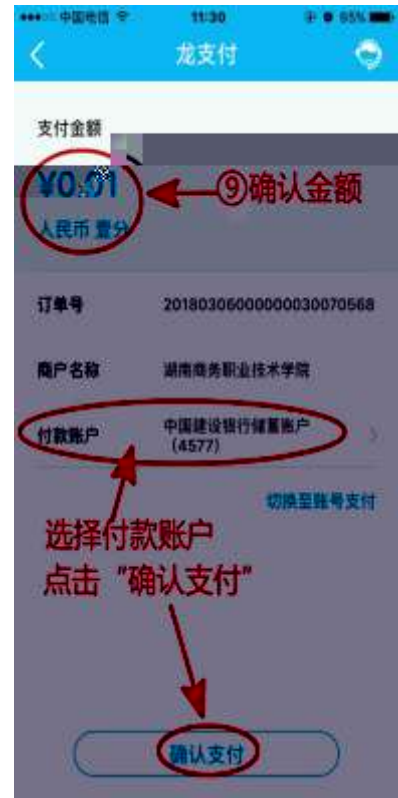 中国电信 11:30 65%
龙支付
支付金额
¥0.01
⑨确认金额
人民币 壹分
订单号 20180306000000030070568
商户名称 湖南商务职业技术学院
付款账户 中国建设银行储蓄账户
(4577)
切换至账号支付
选择付款账户
点击“确认支付”
确认支付